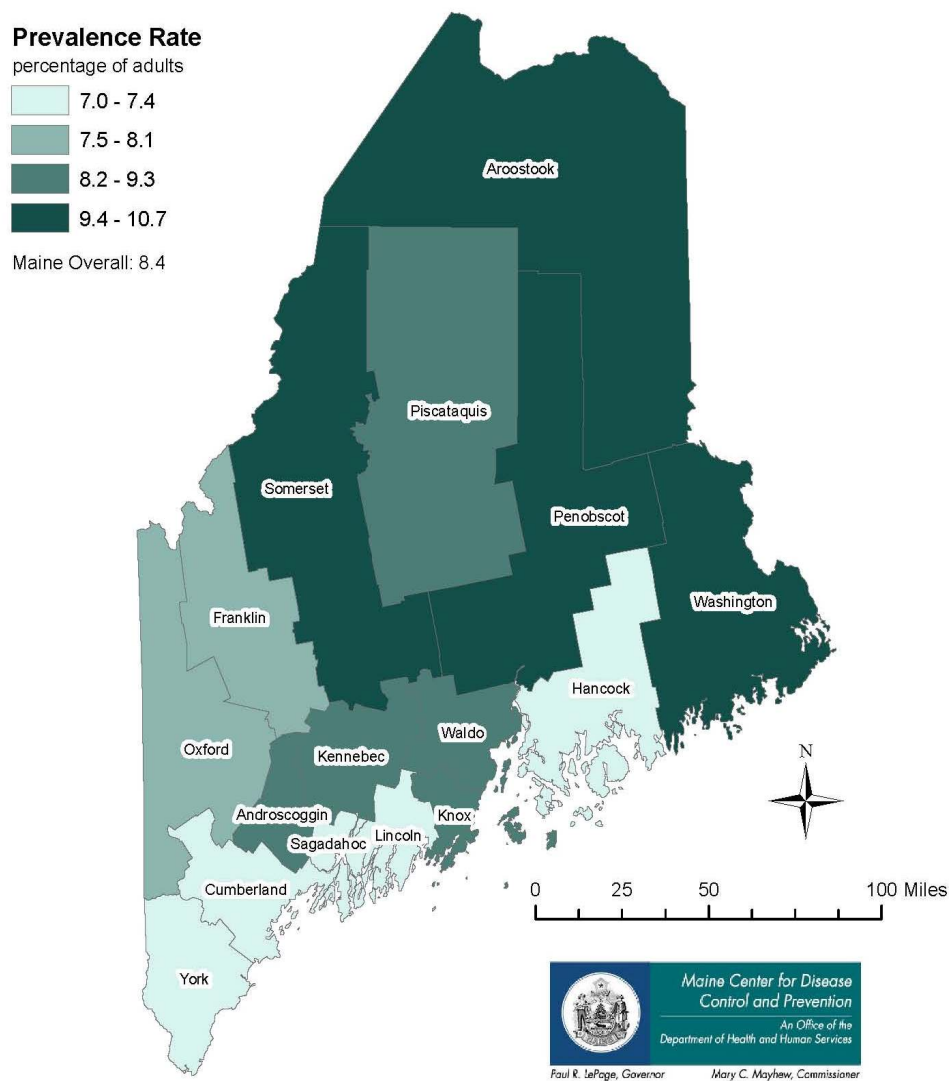 Prevalence Rate
percentage of adults
7.0 - 7.4
7.5 - 8.1
8.2 - 9.3
9.4 - 10.7
Maine Overall: 8.4
Aroostook
Piscataquis
Somerset
Penobscot
Washington
Franklin
Hancock
Oxford
Waldo
Kennebec
Androscoggin
Knox
Lincoln
Sagadahoc
Cumberland
York
N
0 25 50 100 Miles
Maine Center for Disease
Control and Prevention
An Office of the
Department of Health and Human Services
Paul R. LePage, Governor Mary C. Mayhew, Commissioner